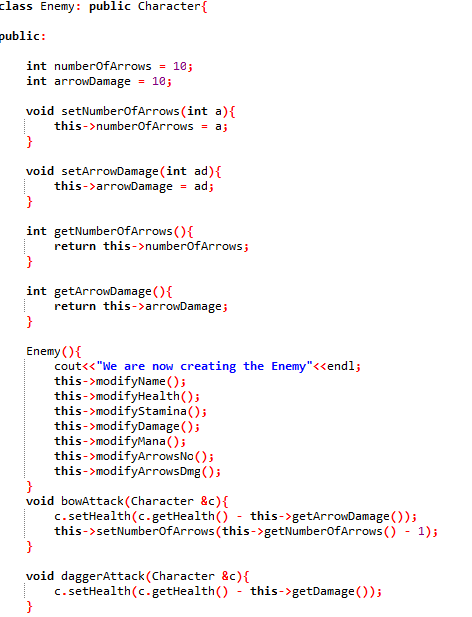 class Enemy: public Character{
public:
int numberOfArrows = 10;
int arrowDamage = 10;
void setNumberOfArrows(int a){
this->numberOfArrows = a;
}
void setArrowDamage(int ad){
this->arrowDamage = ad;
}
int getNumberOfArrows(){
return this->numberOfArrows;
}
int getArrowDamage(){
return this->arrowDamage;
}
Enemy(){
cout<<"We are now creating the Enemy"<<endl;
this->modifyName();
this->modifyHealth();
this->modifyStamina();
this->modifyDamage();
this->modifyMana();
this->modifyArrowsNo();
this->modifyArrowsDmg();
}
void bowAttack(Character &c){
c.setHealth(c.getHealth() - this->getArrowDamage());
this->setNumberOfArrows(this->getNumberOfArrows() - 1);
}
void daggerAttack(Character &c){
c.setHealth(c.getHealth() - this->getDamage());
}